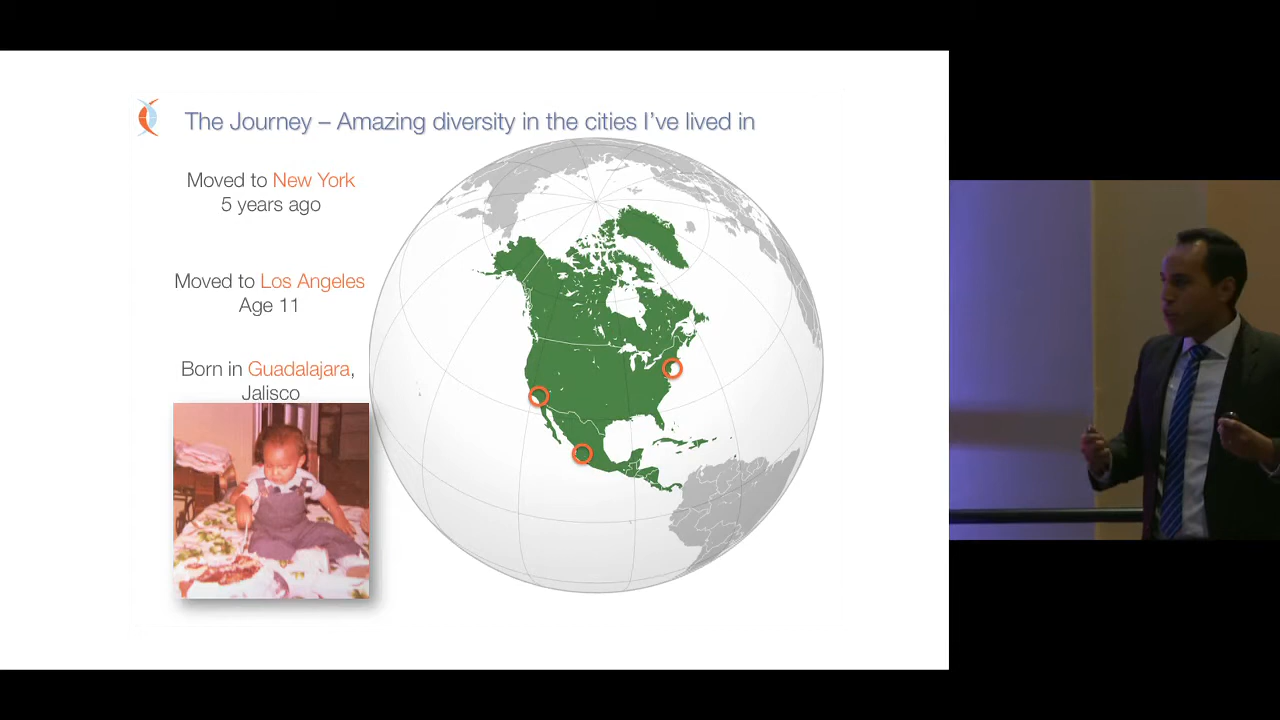 The Journey – Amazing diversity in the cities I've lived in
Moved to New York
5 years ago
Moved to Los Angeles
Age 11
Born in Guadalajara,
Jalisco